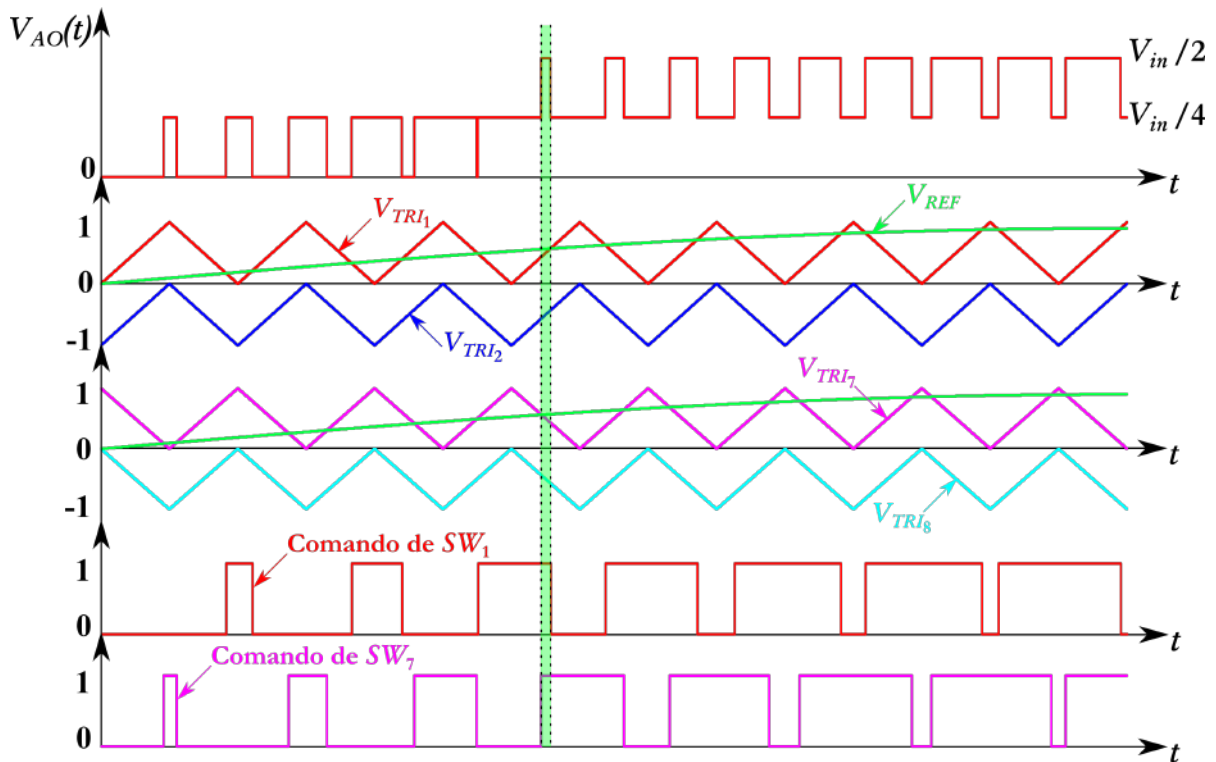 V_AO(t)
V_in /2
V_in /4
0
t
1
V_TRI1
V_REF
0
t
-1
V_TRI2
1
V_TRI7
0
t
-1
V_TRI8
Comando de SW1
1
0
t
Comando de SW7
1
0
t